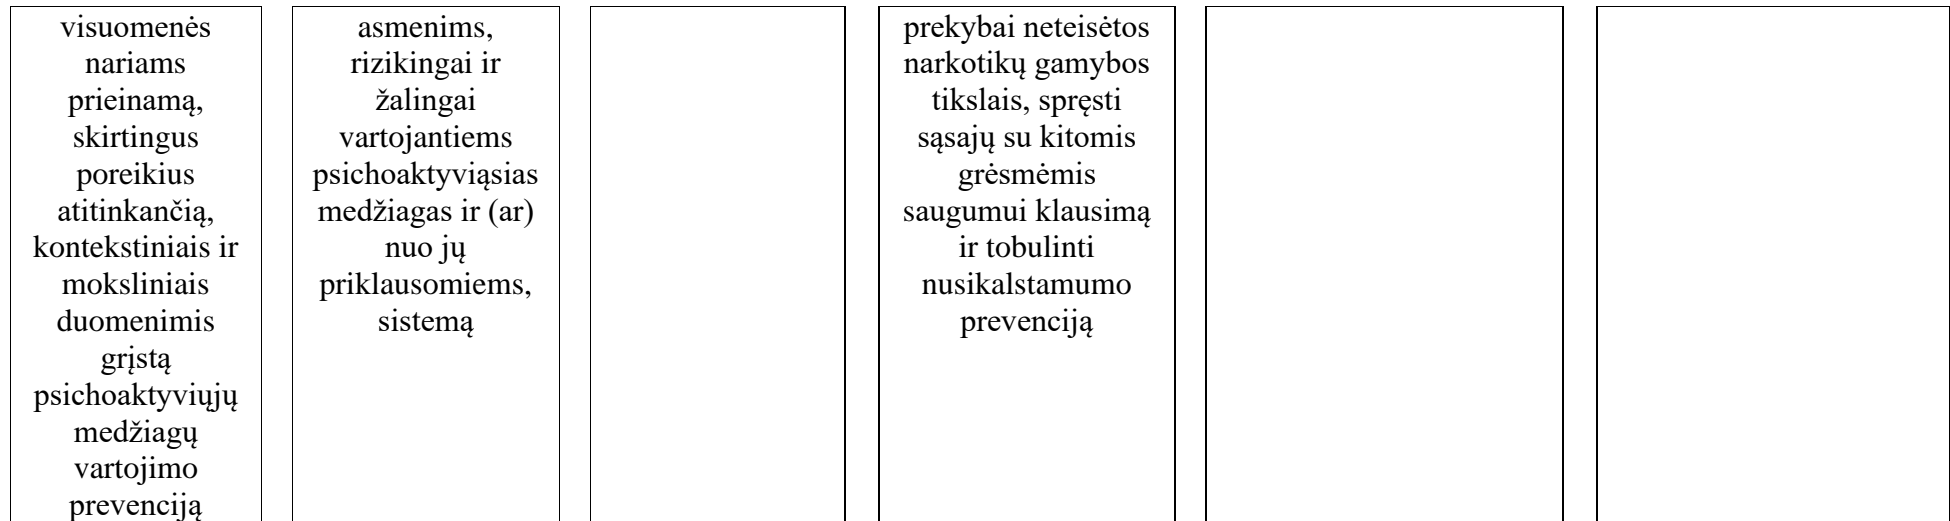 visuomenės
nariams
prieinamą,
skirtingus
poreikius
atitinkančią,
kontekstiniais ir
moksliniais
duomenimis
grįstą
psichoaktyviųjų
medžiagų
vartojimo
prevenciją
asmenims,
rizikingai ir
žalingai
vartojantiems
psichoaktyviąsias
medžiagas ir (ar)
nuo jų
priklausomiems,
sistemą
prekybai neteisėtos
narkotikų gamybos
tikslais, spręsti
sąsajų su kitomis
grėsmėmis
saugumui klausimą
ir tobulinti
nusikalstamumo
prevenciją